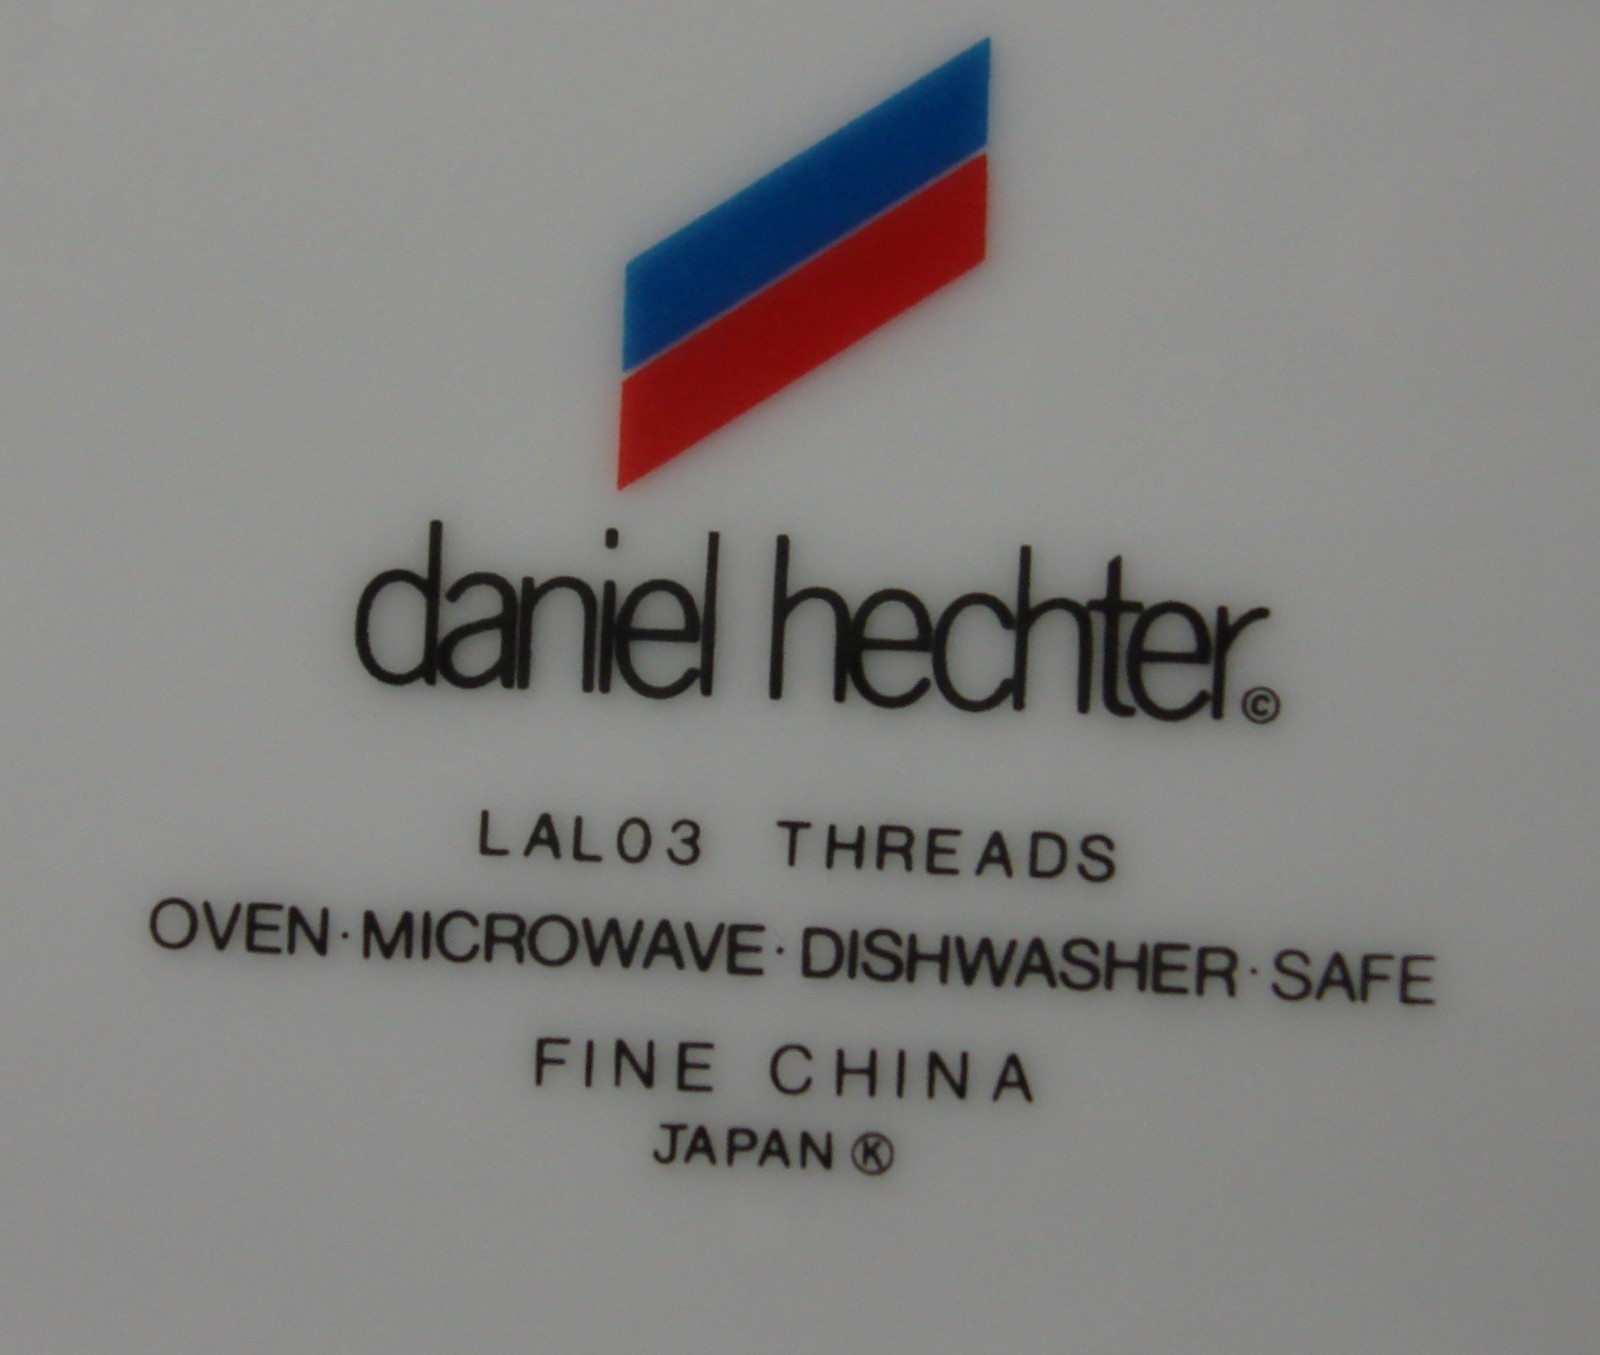 daniel hechter©
LAL03 THREADS
OVEN·MICROWAVE·DISHWASHER·SAFE
FINE CHINA
JAPAN Ⓚ